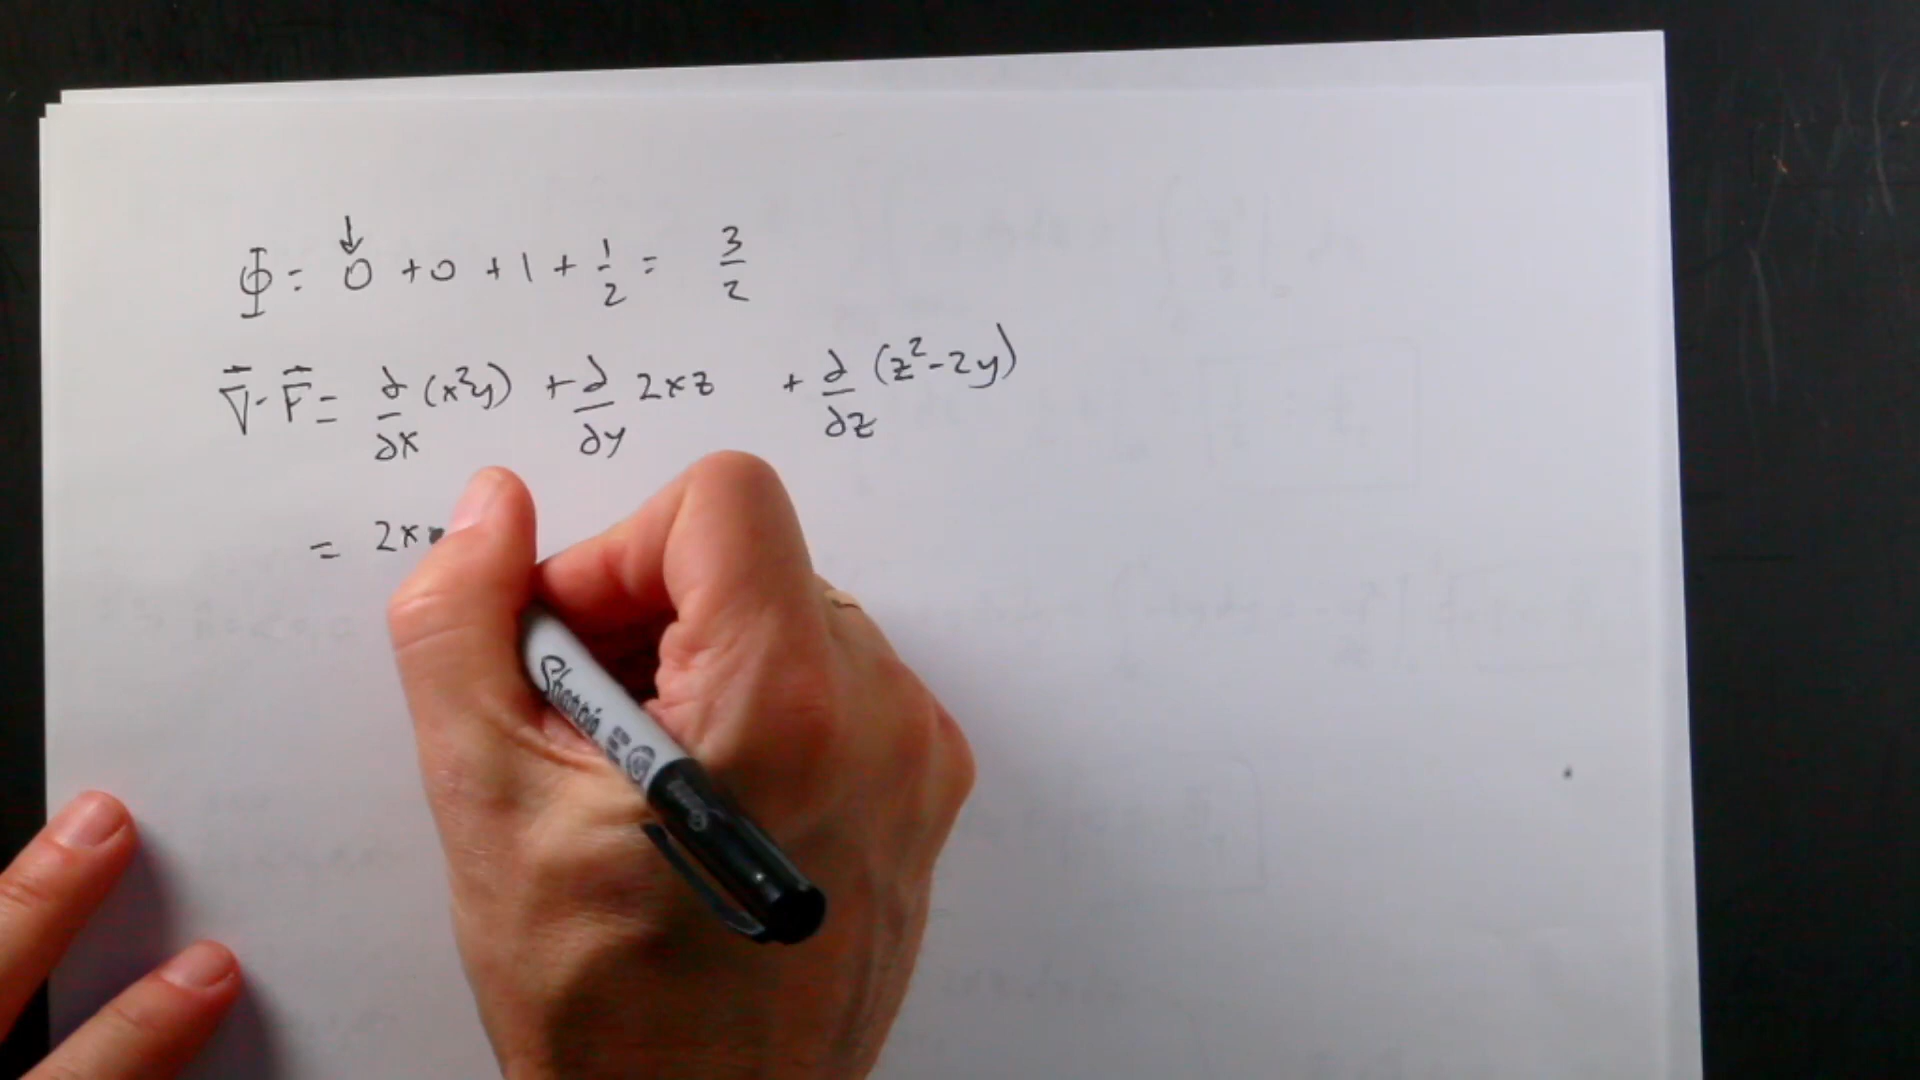 Φ = 0 + 0 + 1 + 1/2 = 3/2
∇⃗ · F⃗ = ∂/∂x (x²y) + ∂/∂y 2xz + ∂/∂z (z² - 2y)
= 2x
Sharpie